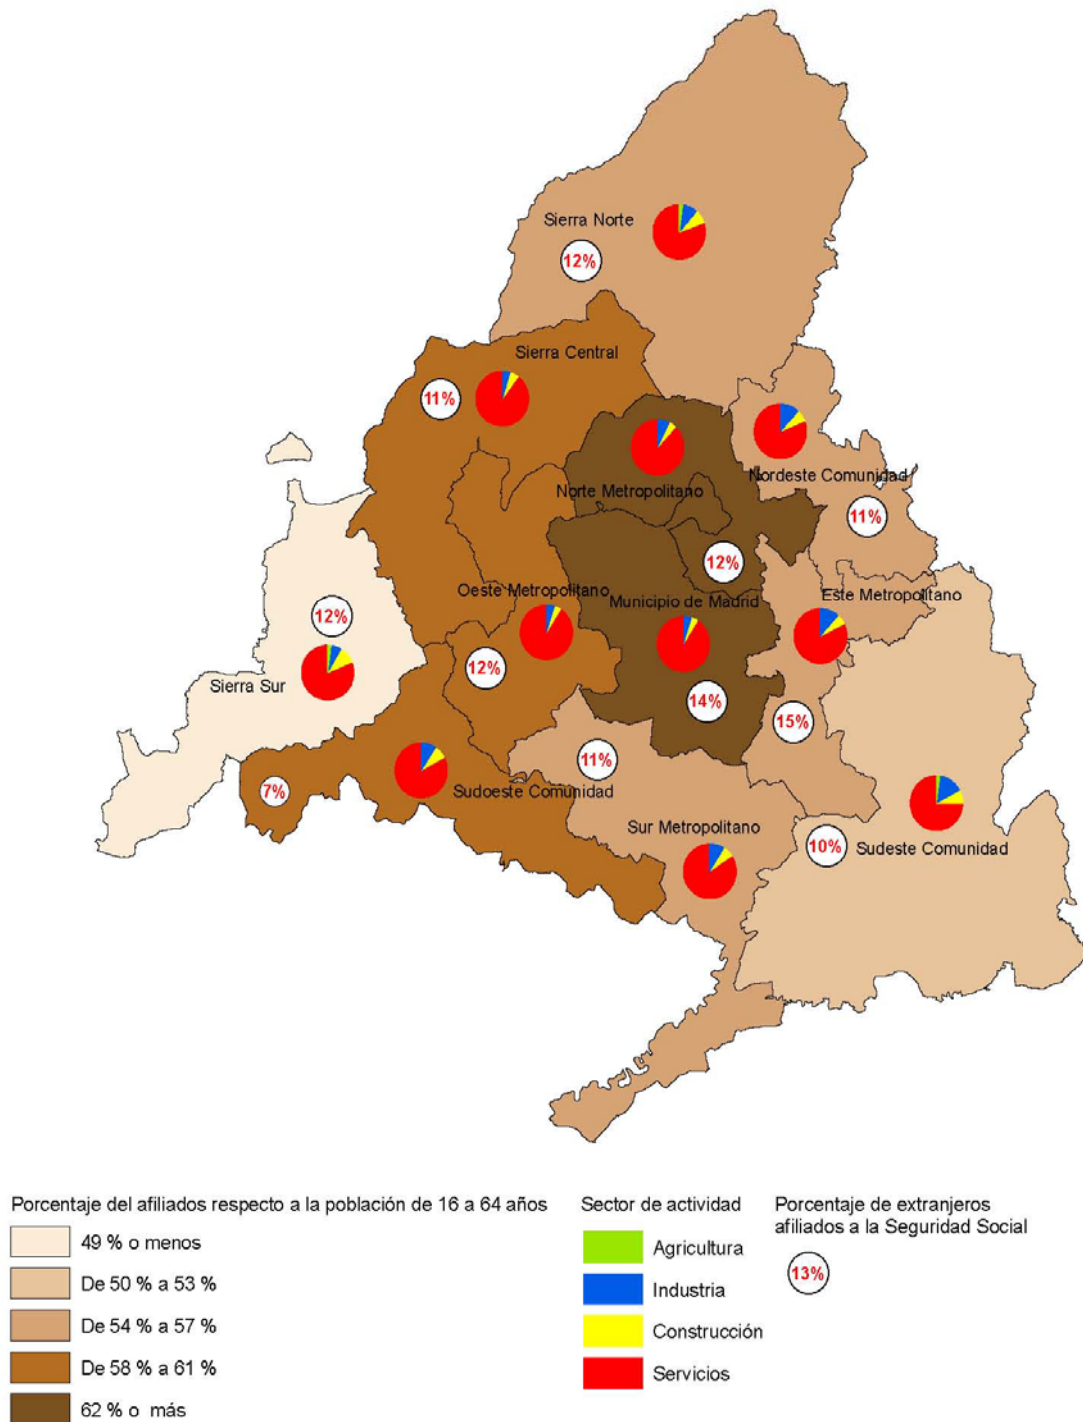 Sierra Norte
12%
Sierra Central
11%
Nordeste Comunidad
11%
Norte Metropolitano
12%
Oeste Metropolitano
12%
Municipio de Madrid
14%
Este Metropolitano
15%
12%
Sierra Sur
7%
Sudoeste Comunidad
11%
Sur Metropolitano
10%
Sudeste Comunidad
Porcentaje del afiliados respecto a la población de 16 a 64 años
49 % o menos
De 50 % a 53 %
De 54 % a 57 %
De 58 % a 61 %
62 % o más
Sector de actividad
Agricultura
Industria
Construcción
Servicios
Porcentaje de extranjeros
afiliados a la Seguridad Social
13%